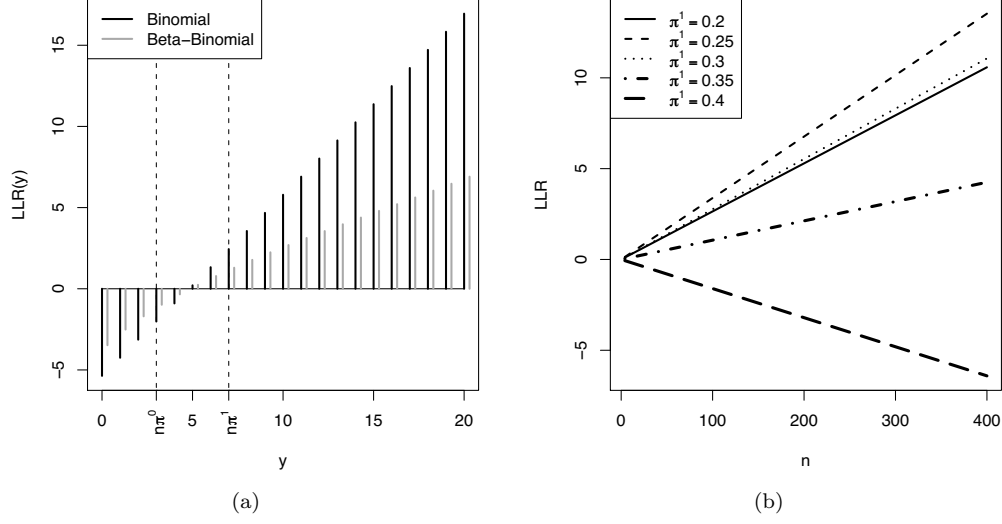 Binomial
Beta−Binomial
LLR(y)
−5
0
5
10
15
0
nπ⁰
5
nπ¹
10
15
20
y
(a)
π¹ = 0.2
π¹ = 0.25
π¹ = 0.3
π¹ = 0.35
π¹ = 0.4
LLR
−5
0
5
10
0
100
200
300
400
n
(b)